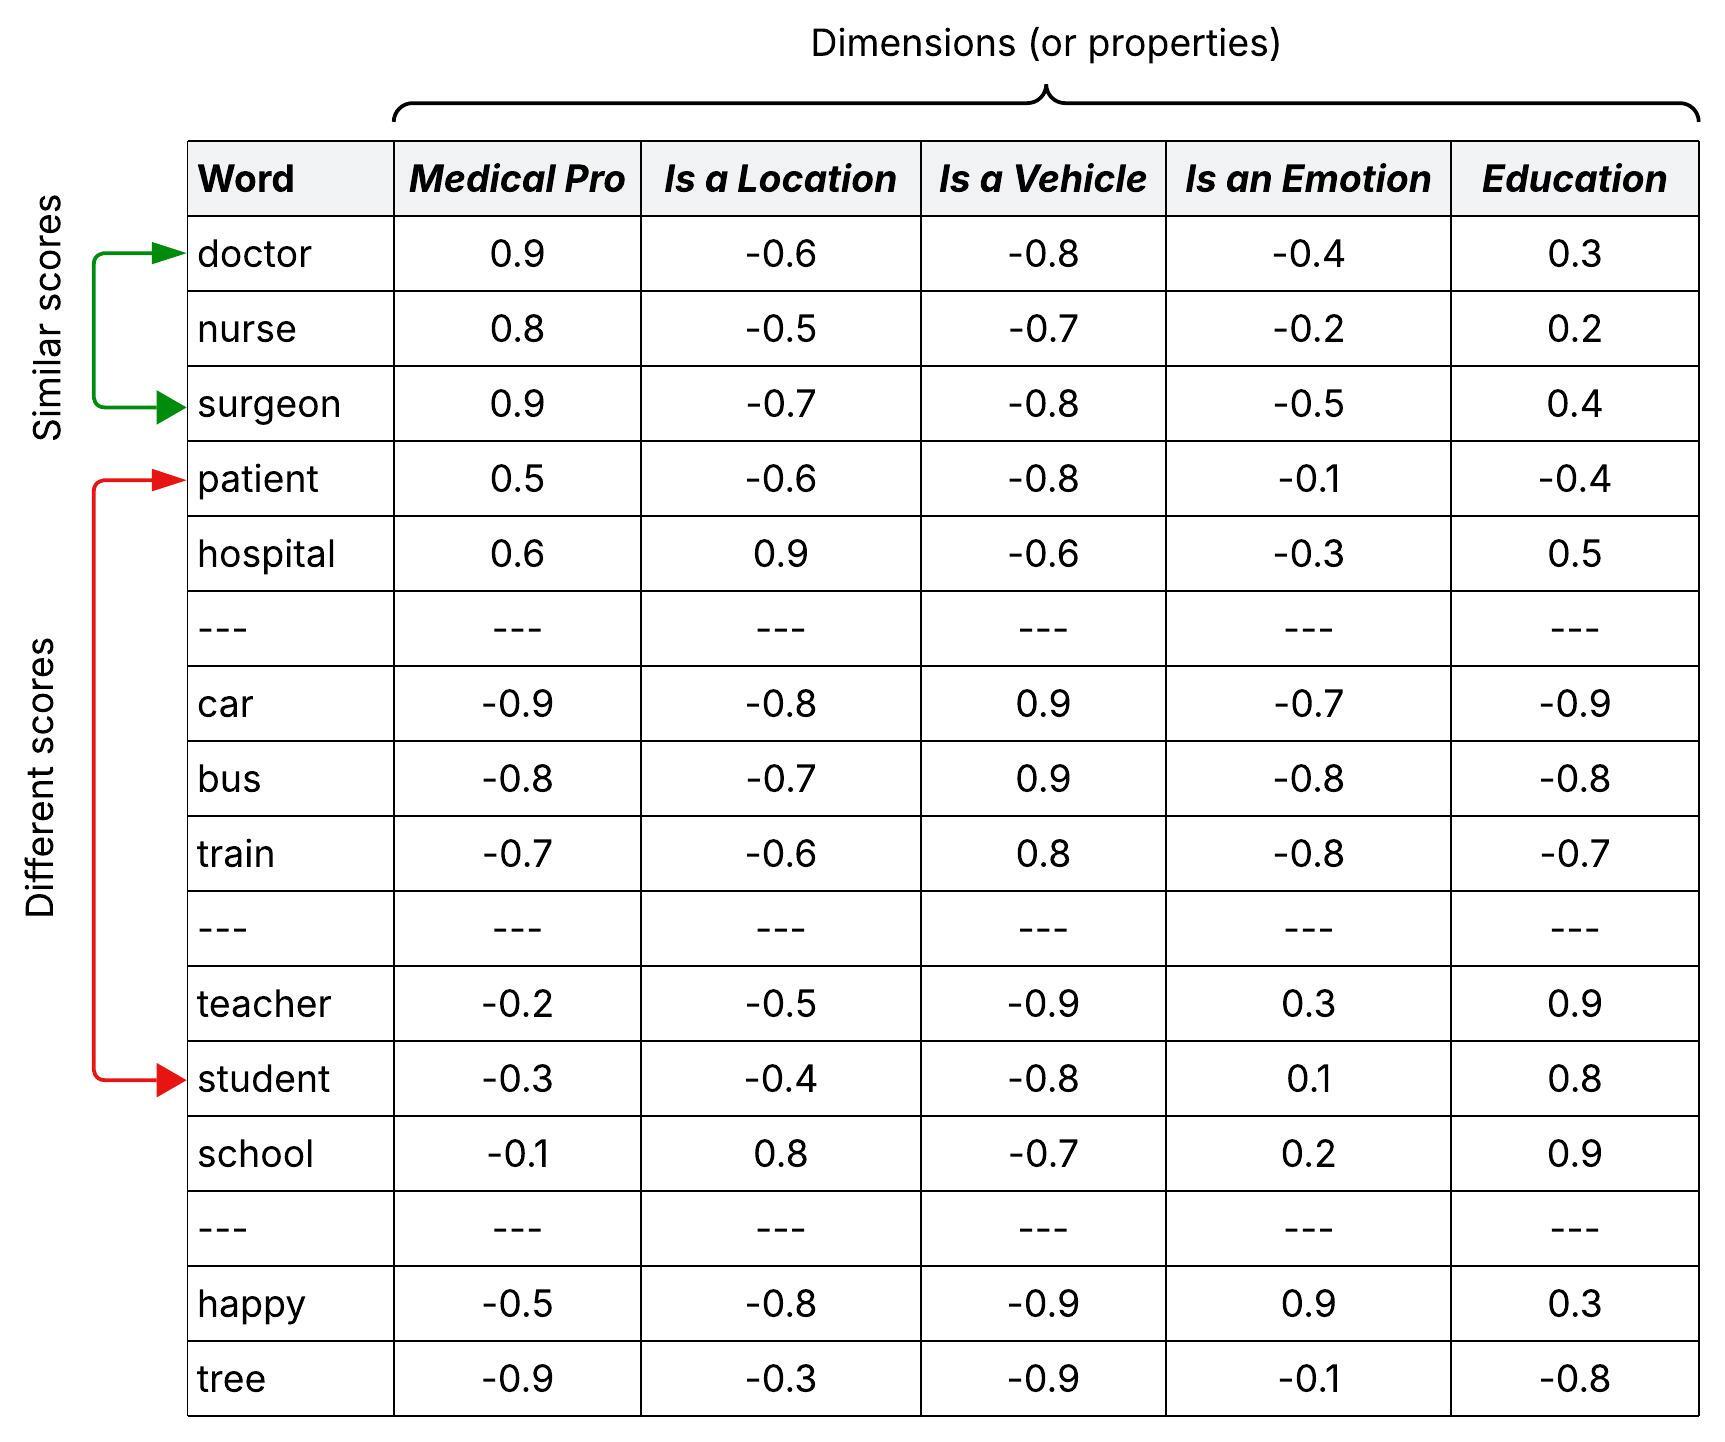 Dimensions (or properties)
Word Medical Pro Is a Location Is a Vehicle Is an Emotion Education
Similar scores
doctor 0.9 -0.6 -0.8 -0.4 0.3
nurse 0.8 -0.5 -0.7 -0.2 0.2
surgeon 0.9 -0.7 -0.8 -0.5 0.4
Different scores
patient 0.5 -0.6 -0.8 -0.1 -0.4
hospital 0.6 0.9 -0.6 -0.3 0.5
--- --- --- --- --- ---
car -0.9 -0.8 0.9 -0.7 -0.9
bus -0.8 -0.7 0.9 -0.8 -0.8
train -0.7 -0.6 0.8 -0.8 -0.7
--- --- --- --- --- ---
teacher -0.2 -0.5 -0.9 0.3 0.9
student -0.3 -0.4 -0.8 0.1 0.8
school -0.1 0.8 -0.7 0.2 0.9
--- --- --- --- --- ---
happy -0.5 -0.8 -0.9 0.9 0.3
tree -0.9 -0.3 -0.9 -0.1 -0.8